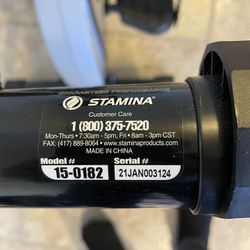 GUARANTEED PERFORMANCE
STAMINA
Customer Care
1 (800) 375-7520
Mon-Thurs • 7:30am - 5pm, Fri • 8am - 3pm CST
FAX: (417) 889-8064 • www.staminaproducts.com
MADE IN CHINA
Model # Serial #
15-0182 21JAN003124